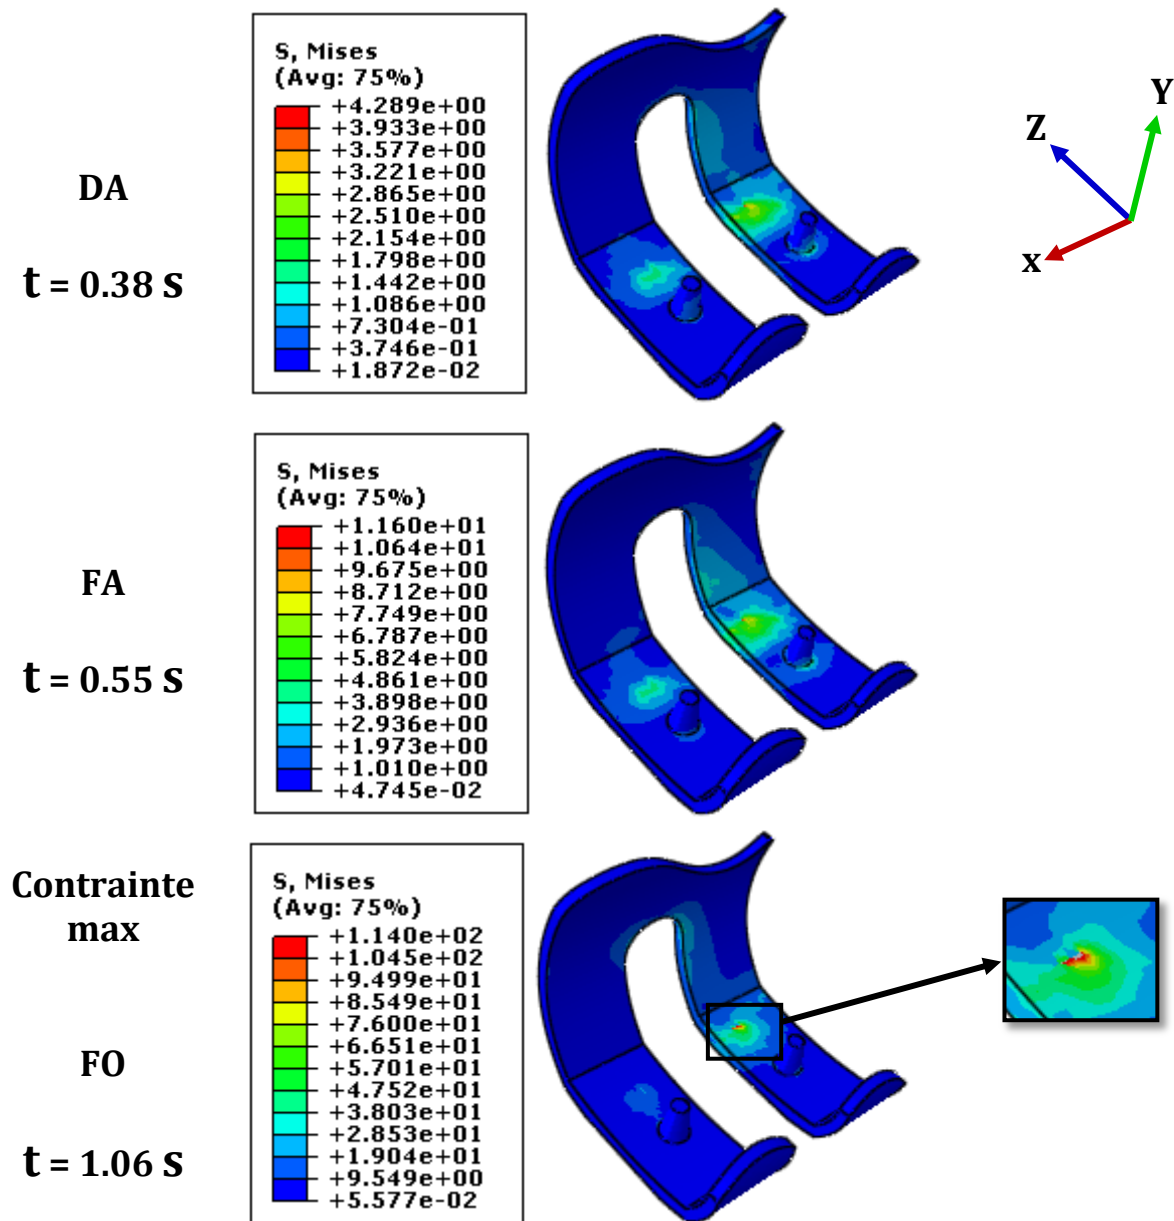 DA
t = 0.38 s
S, Mises
(Avg: 75%)
+4.289e+00
+3.933e+00
+3.577e+00
+3.221e+00
+2.865e+00
+2.510e+00
+2.154e+00
+1.798e+00
+1.442e+00
+1.086e+00
+7.304e-01
+3.746e-01
+1.872e-02
Y
Z
x
FA
t = 0.55 s
S, Mises
(Avg: 75%)
+1.160e+01
+1.064e+01
+9.675e+00
+8.712e+00
+7.749e+00
+6.787e+00
+5.824e+00
+4.861e+00
+3.898e+00
+2.936e+00
+1.973e+00
+1.010e+00
+4.745e-02
Contrainte
max
FO
t = 1.06 s
S, Mises
(Avg: 75%)
+1.140e+02
+1.045e+02
+9.499e+01
+8.549e+01
+7.600e+01
+6.651e+01
+5.701e+01
+4.752e+01
+3.803e+01
+2.853e+01
+1.904e+01
+9.549e+00
+5.577e-02